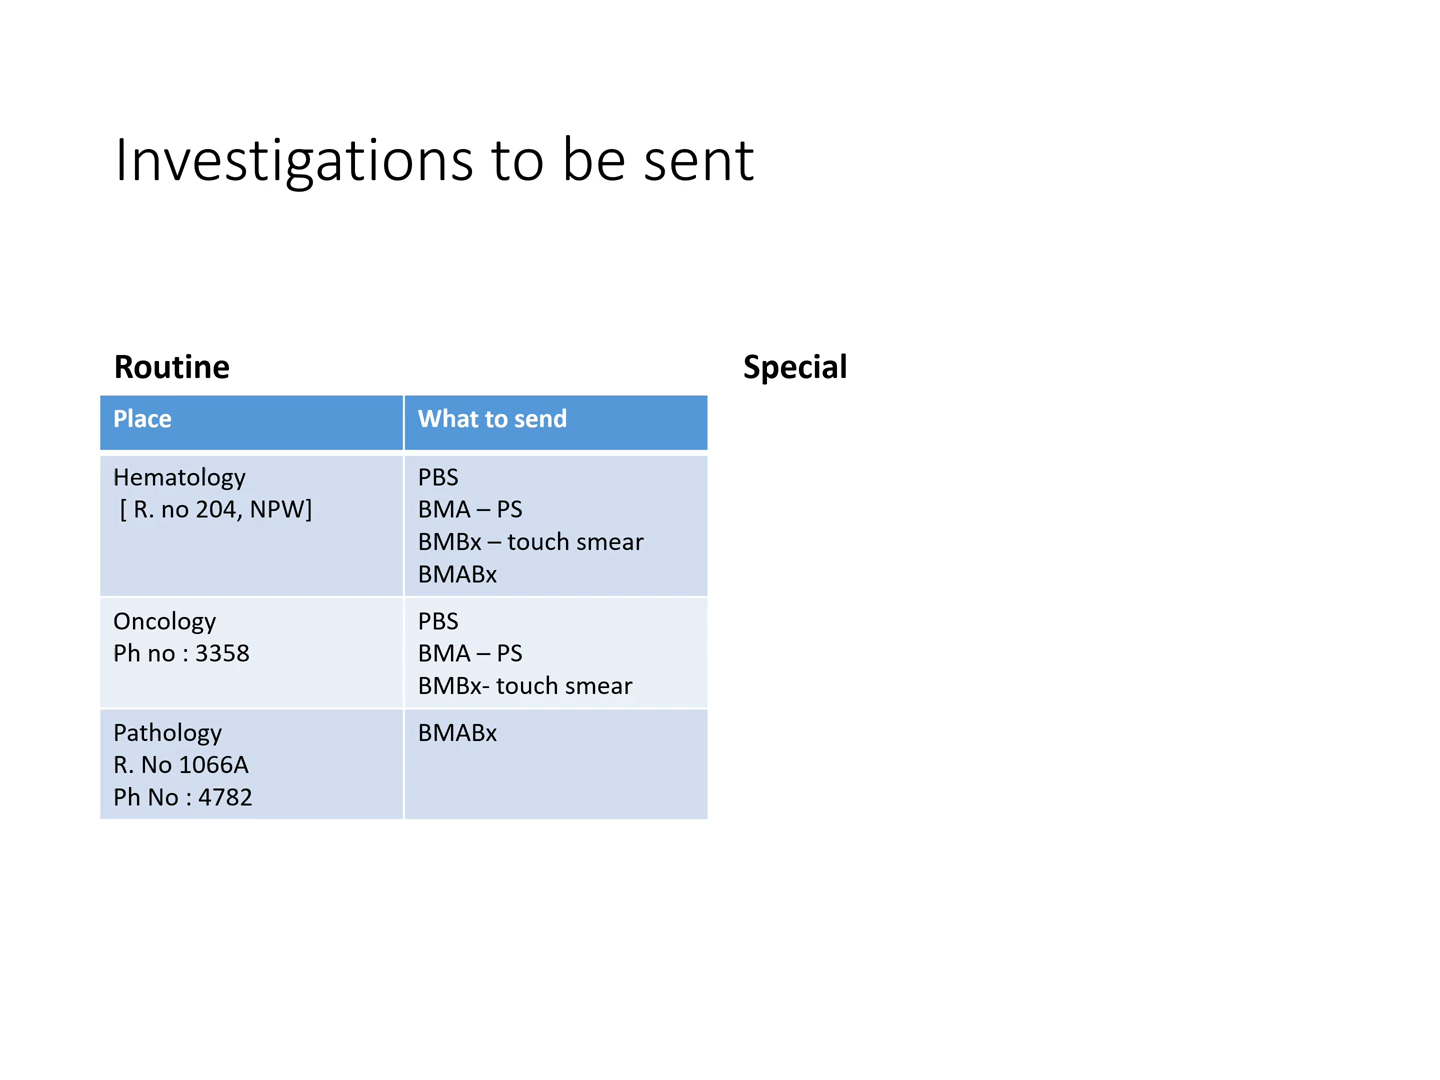 Investigations to be sent
Routine
Special
Place
What to send
Hematology
[ R. no 204, NPW]
PBS
BMA – PS
BMBx – touch smear
BMABx
Oncology
Ph no : 3358
PBS
BMA – PS
BMBx- touch smear
Pathology
R. No 1066A
Ph No : 4782
BMABx